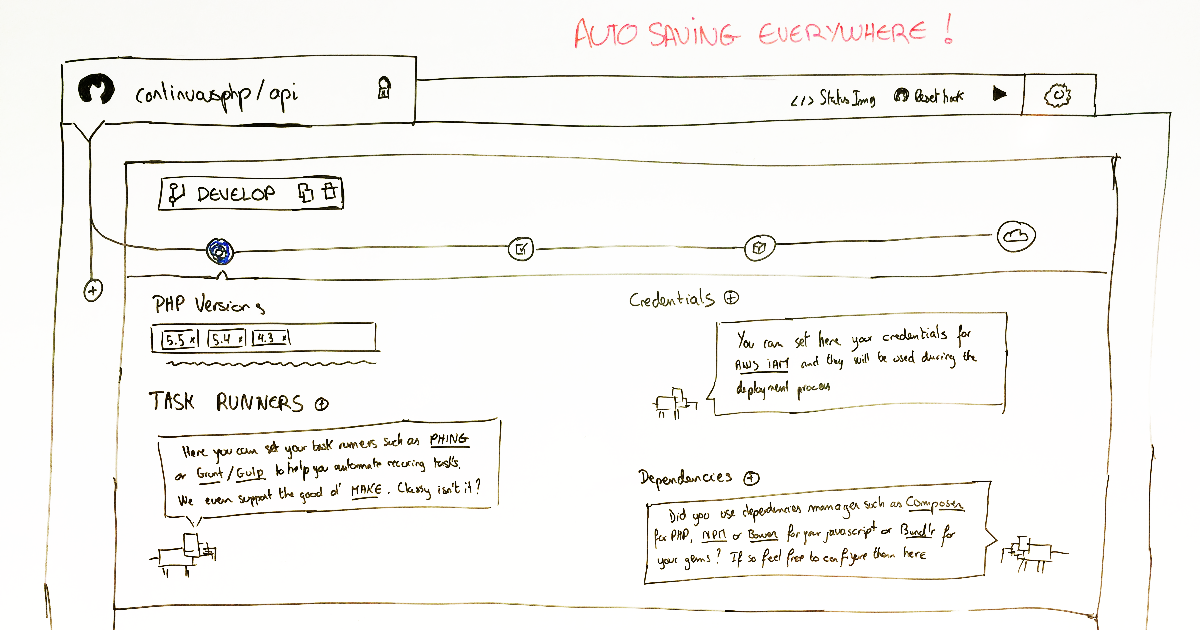 AUTO SAVING EVERYWHERE !
continuousphp/api
</> Status Img
Reset hook
DEVELOP
PHP Versions
5.5 x 5.4 x 4.3 x
Credentials
You can set here your credentials for
AWS IAM and they will be used during the
deployment process
TASK RUNNERS
Here you can set your task runners such as PHING
or Grunt / Gulp to help you automate recuring tasks.
We even support the good ol' MAKE. Classy isn't it?
Dependencies
Did you use dependencies manager such as Composer
for PHP, NPM or Bower for your javascript or Bundlr for
your gems? If so feel free to configure them here